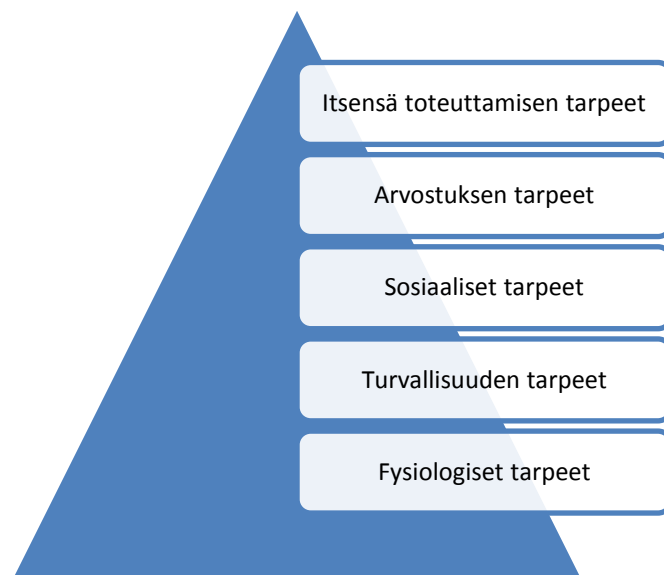 Itsensä toteuttamisen tarpeet
Arvostuksen tarpeet
Sosiaaliset tarpeet
Turvallisuuden tarpeet
Fysiologiset tarpeet